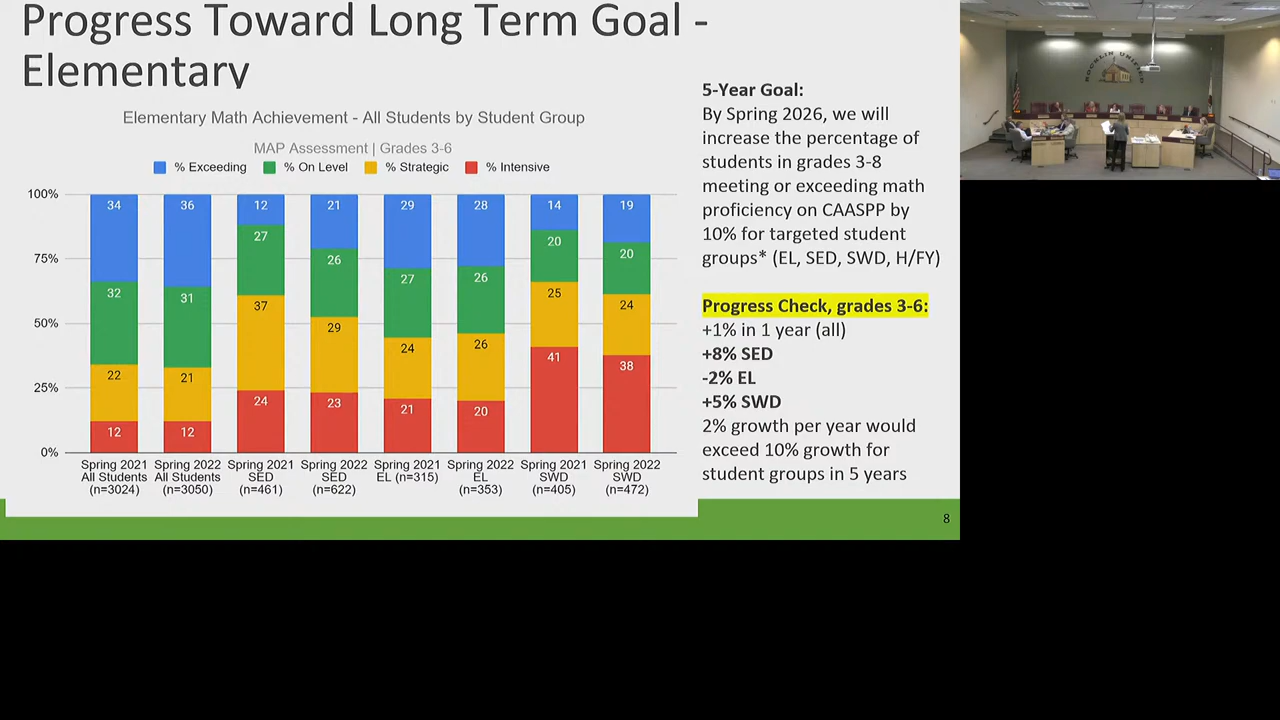 Progress Toward Long Term Goal -
Elementary
Elementary Math Achievement - All Students by Student Group
MAP Assessment | Grades 3-6
% Exceeding % On Level % Strategic % Intensive
100%
75%
50%
25%
0%
34 36 12 21 29 28 14 19
32 31 27 26 27 26 20 20
22 21 37 29 24 26 25 24
12 12 24 23 21 20 41 38
Spring 2021
All Students
(n=3024)
Spring 2022
All Students
(n=3050)
Spring 2021
SED
(n=461)
Spring 2022
SED
(n=622)
Spring 2021
EL (n=315)
Spring 2022
EL
(n=353)
Spring 2021
SWD
(n=405)
Spring 2022
SWD
(n=472)
5-Year Goal:
By Spring 2026, we will
increase the percentage of
students in grades 3-8
meeting or exceeding math
proficiency on CAASPP by
10% for targeted student
groups* (EL, SED, SWD, H/FY)
Progress Check, grades 3-6:
+1% in 1 year (all)
+8% SED
-2% EL
+5% SWD
2% growth per year would
exceed 10% growth for
student groups in 5 years
8
ROCKLIN UNIFIED